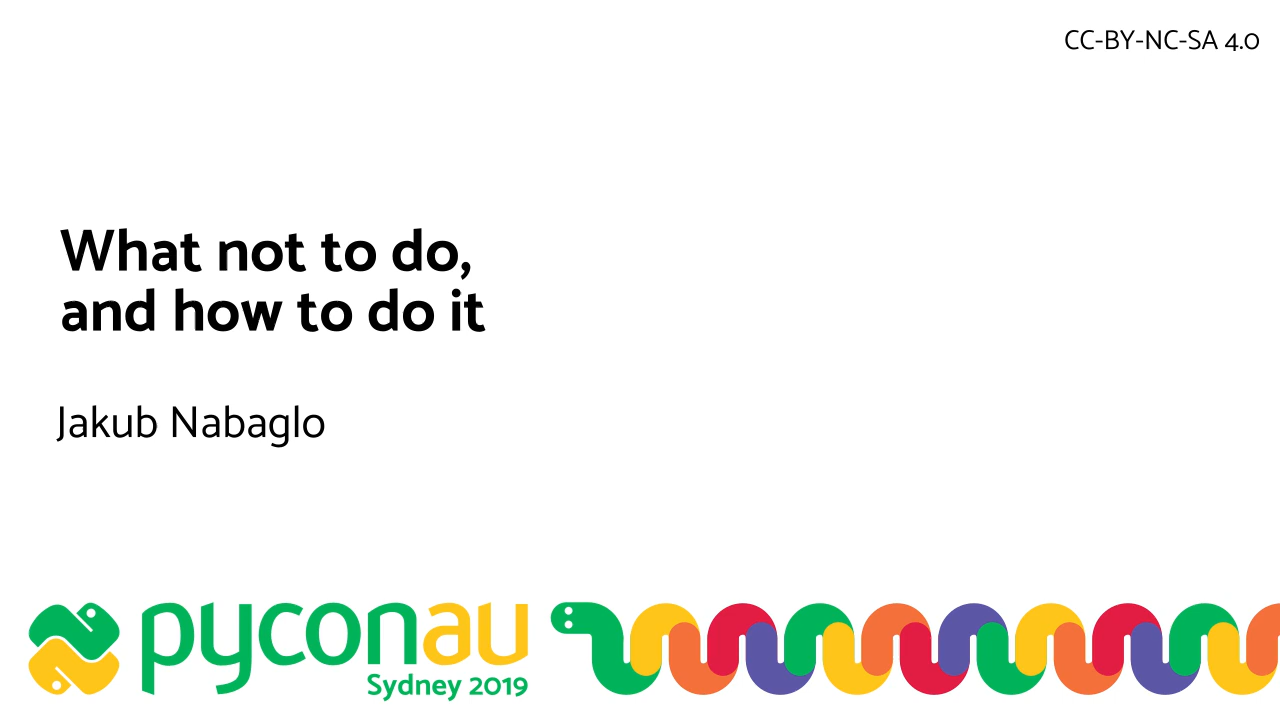 CC-BY-NC-SA 4.0
What not to do,
and how to do it
Jakub Nabaglo
pyconau
Sydney 2019